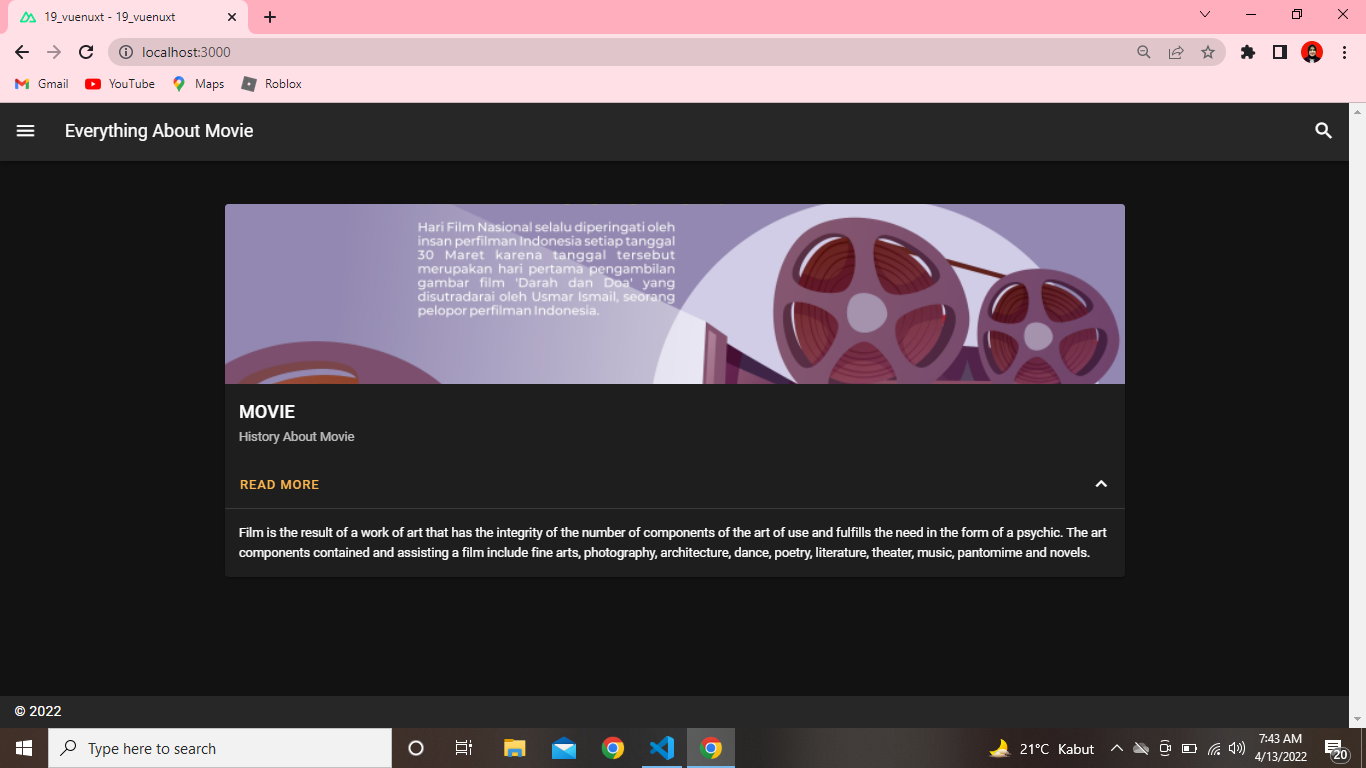 19_vuenuxt - 19_vuenuxt
localhost:3000
Gmail YouTube Maps Roblox
Everything About Movie
Hari Film Nasional selalu diperingati oleh
insan perfilman Indonesia setiap tanggal
30 Maret karena tanggal tersebut
merupakan hari pertama pengambilan
gambar film 'Darah dan Doa' yang
disutradarai oleh Usmar Ismail, seorang
pelopor perfilman Indonesia.
MOVIE
History About Movie
READ MORE
Film is the result of a work of art that has the integrity of the number of components of the art of use and fulfills the need in the form of a psychic. The art
components contained and assisting a film include fine arts, photography, architecture, dance, poetry, literature, theater, music, pantomime and novels.
© 2022
Type here to search
21°C Kabut
7:43 AM
4/13/2022
20